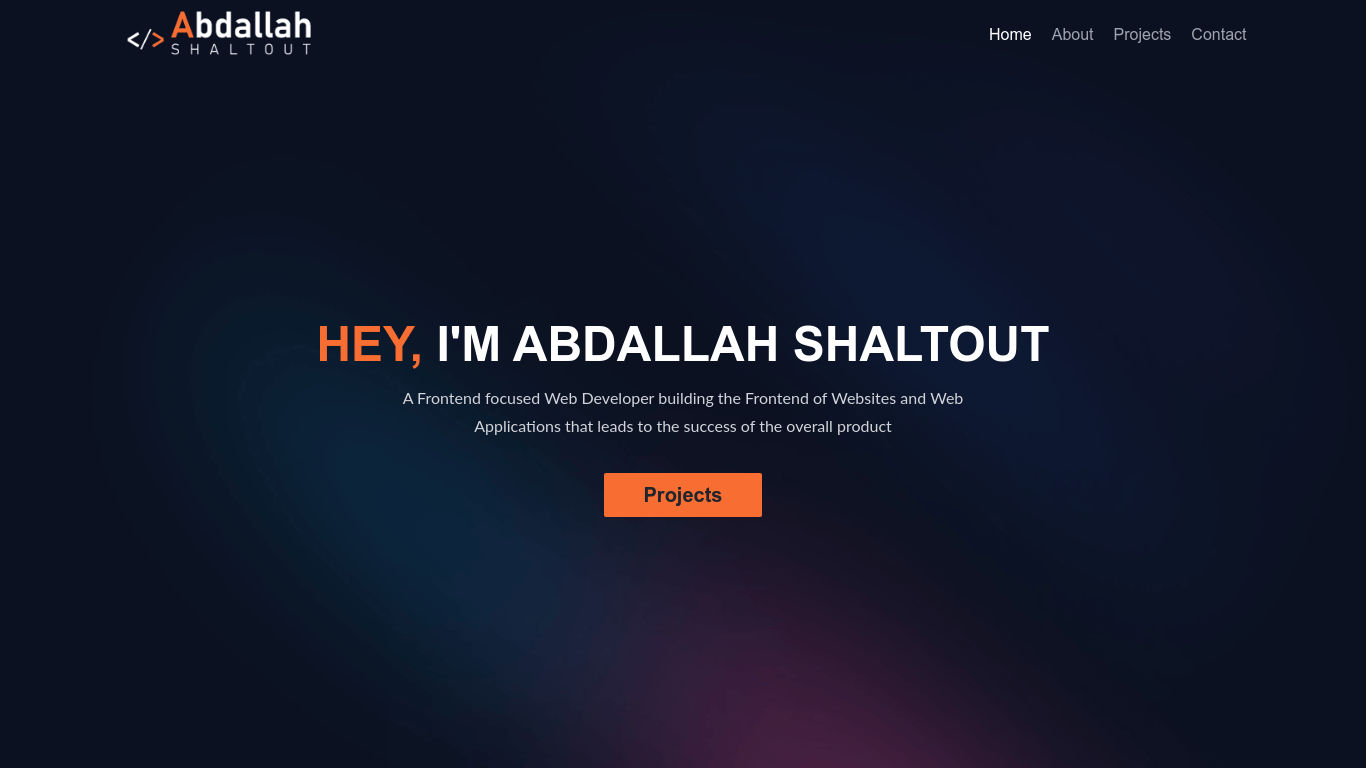 </> Abdallah
SHALTOUT
Home About Projects Contact
HEY, I'M ABDALLAH SHALTOUT
A Frontend focused Web Developer building the Frontend of Websites and Web
Applications that leads to the success of the overall product
Projects